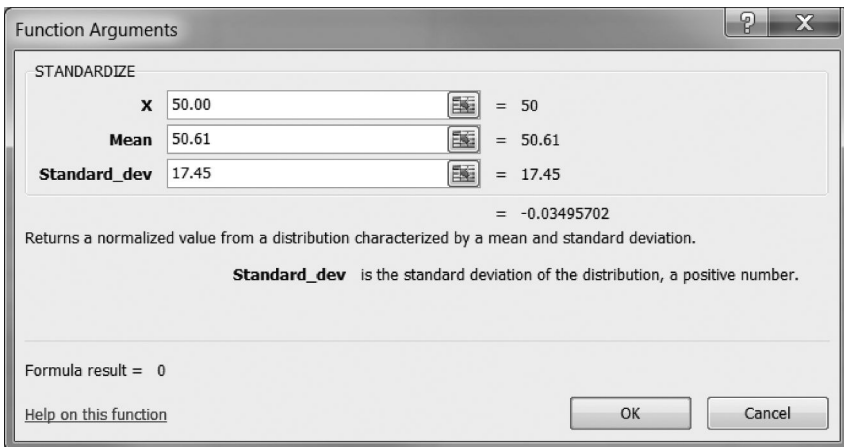 Function Arguments
STANDARDIZE
X 50.00 = 50
Mean 50.61 = 50.61
Standard_dev 17.45 = 17.45
= -0.03495702
Returns a normalized value from a distribution characterized by a mean and standard deviation.
Standard_dev is the standard deviation of the distribution, a positive number.
Formula result = 0
Help on this function
OK Cancel